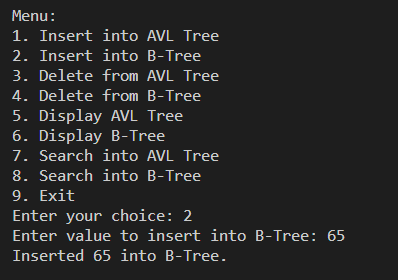 Menu:
1. Insert into AVL Tree
2. Insert into B-Tree
3. Delete from AVL Tree
4. Delete from B-Tree
5. Display AVL Tree
6. Display B-Tree
7. Search into AVL Tree
8. Search into B-Tree
9. Exit
Enter your choice: 2
Enter value to insert into B-Tree: 65
Inserted 65 into B-Tree.